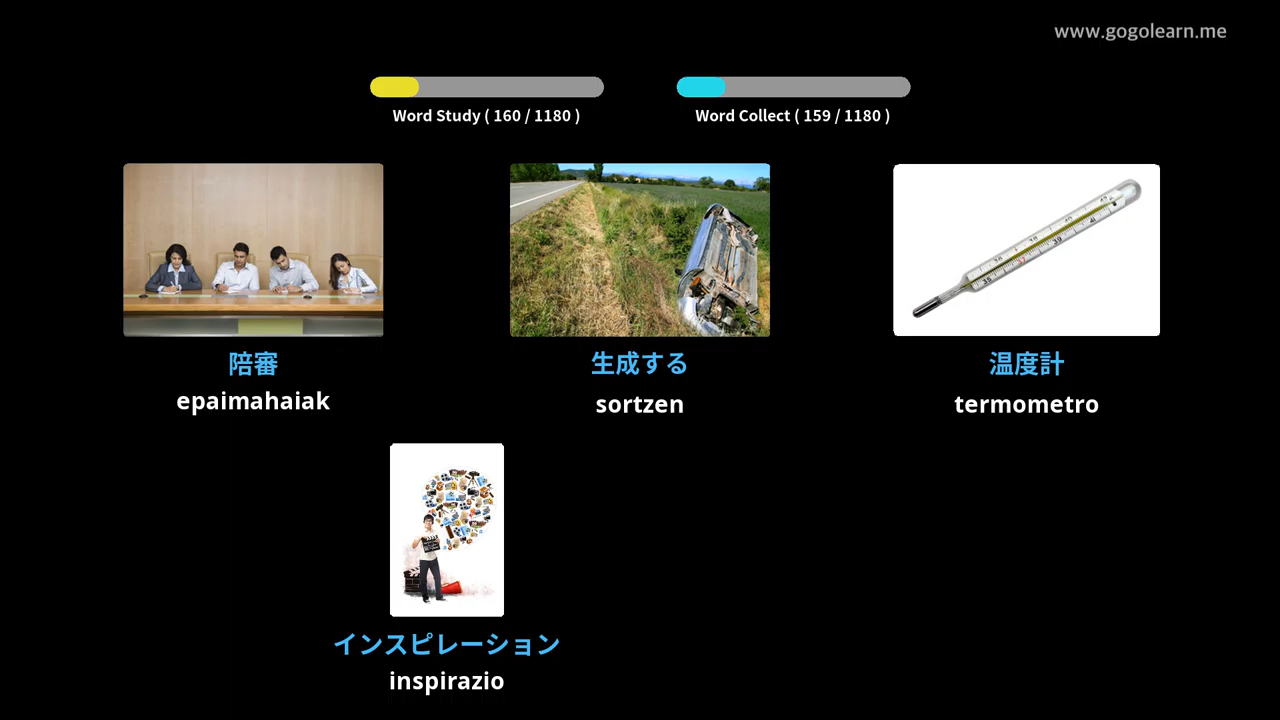 www.gogolearn.me
Word Study ( 160 / 1180 )
Word Collect ( 159 / 1180 )
陪審
epaimahaiak
生成する
sortzen
温度計
termometro
インスピレーション
inspirazio